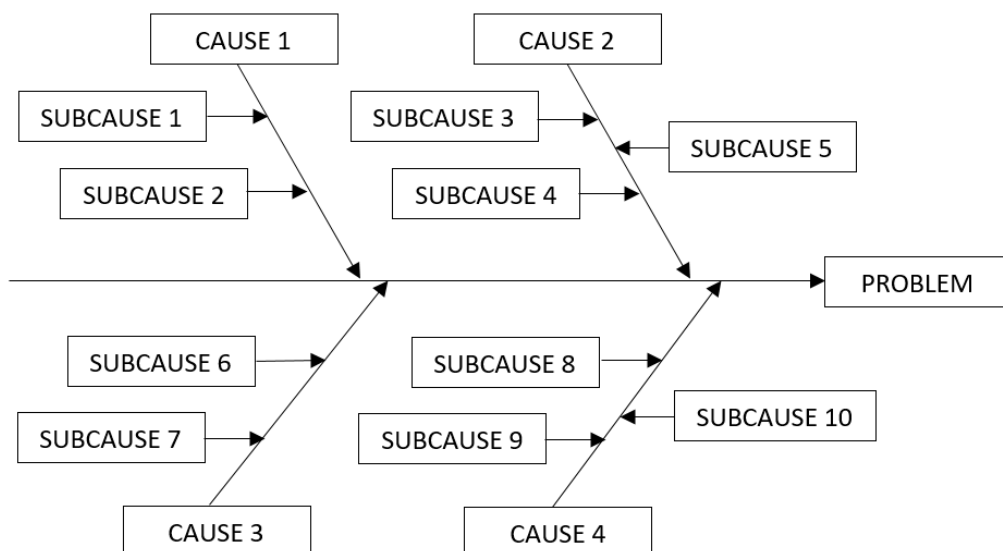 CAUSE 1
CAUSE 2
SUBCAUSE 1
SUBCAUSE 3
SUBCAUSE 5
SUBCAUSE 2
SUBCAUSE 4
PROBLEM
SUBCAUSE 6
SUBCAUSE 8
SUBCAUSE 10
SUBCAUSE 7
SUBCAUSE 9
CAUSE 3
CAUSE 4